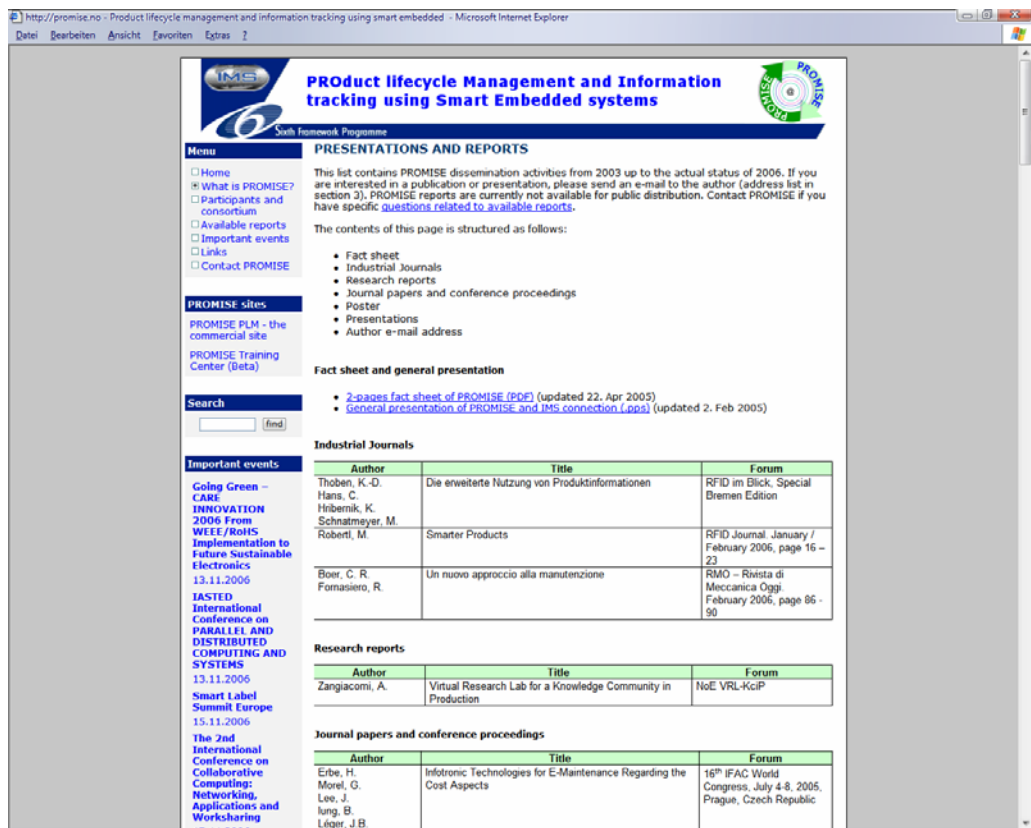 http://promise.no - Product lifecycle management and information tracking using smart embedded - Microsoft Internet Explorer
Datei Bearbeiten Ansicht Favoriten Extras ?
IMS
6
Sixth Framework Programme
PROduct lifecycle Management and Information
tracking using Smart Embedded systems
PROMISE
PROMISE
@
Menu
Home
What is PROMISE?
Participants and
consortium
Available reports
Important events
Links
Contact PROMISE
PROMISE sites
PROMISE PLM - the
commercial site
PROMISE Training
Center (Beta)
Search
find
Important events
Going Green –
CARE
INNOVATION
2006 From
WEEE/RoHS
Implementation to
Future Sustainable
Electronics
13.11.2006
IASTED
International
Conference on
PARALLEL AND
DISTRIBUTED
COMPUTING AND
SYSTEMS
13.11.2006
Smart Label
Summit Europe
15.11.2006
The 2nd
International
Conference on
Collaborative
Computing:
Networking,
Applications and
Worksharing
PRESENTATIONS AND REPORTS
This list contains PROMISE dissemination activities from 2003 up to the actual status of 2006. If you
are interested in a publication or presentation, please send an e-mail to the author (address list in
section 3). PROMISE reports are currently not available for public distribution. Contact PROMISE if you
have specific questions related to available reports.
The contents of this page is structured as follows:
• Fact sheet
• Industrial Journals
• Research reports
• Journal papers and conference proceedings
• Poster
• Presentations
• Author e-mail address
Fact sheet and general presentation
• 2-pages fact sheet of PROMISE (PDF) (updated 22. Apr 2005)
• General presentation of PROMISE and IMS connection (.pps) (updated 2. Feb 2005)
Industrial Journals
Author Title Forum
Thoben, K.-D. Die erweiterte Nutzung von Produktinformationen RFID im Blick, Special
Hans, C. Bremen Edition
Hribernik, K.
Schnatmeyer, M.
Robertl, M. Smarter Products RFID Journal. January /
February 2006, page 16 –
23
Boer, C. R. Un nuovo approccio alla manutenzione RMO – Rivista di
Fornasiero, R. Meccanica Oggi.
February 2006, page 86 -
90
Research reports
Author Title Forum
Zangiacomi, A. Virtual Research Lab for a Knowledge Community in NoE VRL-KciP
Production
Journal papers and conference proceedings
Author Title Forum
Erbe, H. Infotronic Technologies for E-Maintenance Regarding the 16th IFAC World
Morel, G. Cost Aspects Congress, July 4-8, 2005,
Lee, J. Prague, Czech Republic
Iung, B.
Léger, J.B.